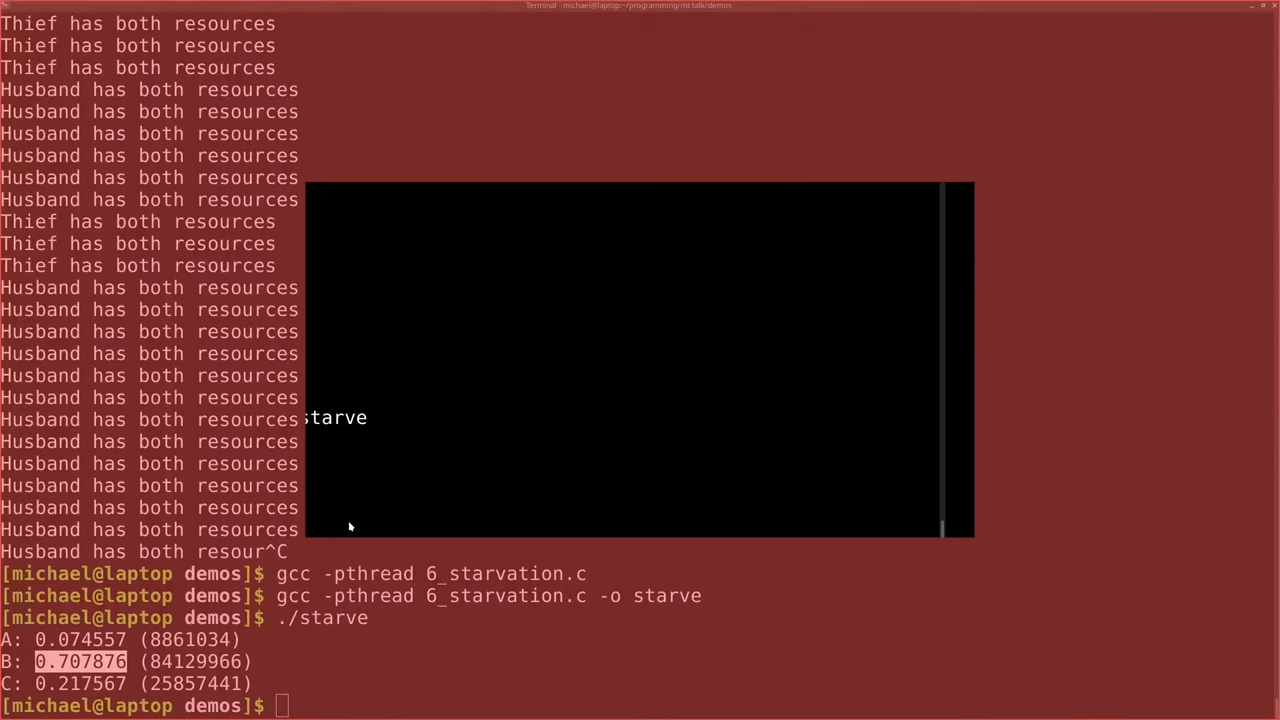 Terminal - michael@laptop:~/programming/mt talk/demos
Thief has both resources
Thief has both resources
Thief has both resources
Husband has both resources
Husband has both resources
Husband has both resources
Husband has both resources
Husband has both resources
Husband has both resources
Thief has both resources
Thief has both resources
Thief has both resources
Husband has both resources
Husband has both resources
Husband has both resources
Husband has both resources
Husband has both resources
Husband has both resources
Husband has both resources
starve
Husband has both resources
Husband has both resources
Husband has both resources
Husband has both resources
Husband has both resources
Husband has both resour^C
[michael@laptop demos]$ gcc -pthread 6_starvation.c
[michael@laptop demos]$ gcc -pthread 6_starvation.c -o starve
[michael@laptop demos]$ ./starve
A: 0.074557 (8861034)
B: 0.707876 (84129966)
C: 0.217567 (25857441)
[michael@laptop demos]$